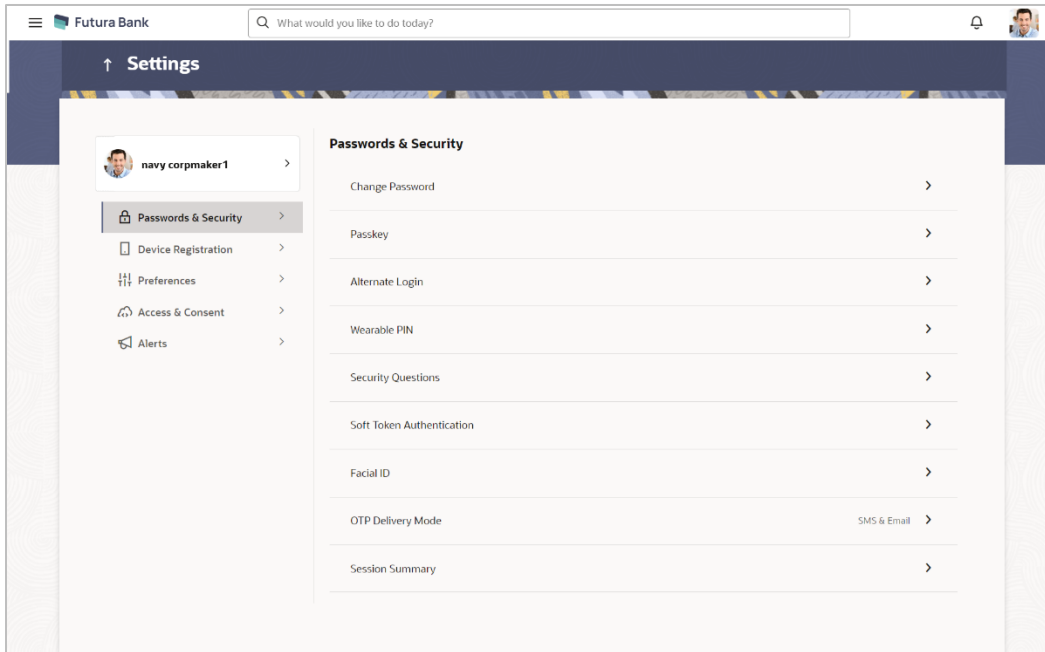 Futura Bank
What would you like to do today?
Settings
navy corpmaker1
Passwords & Security
Device Registration
Preferences
Access & Consent
Alerts
Passwords & Security
Change Password
Passkey
Alternate Login
Wearable PIN
Security Questions
Soft Token Authentication
Facial ID
OTP Delivery Mode SMS & Email
Session Summary